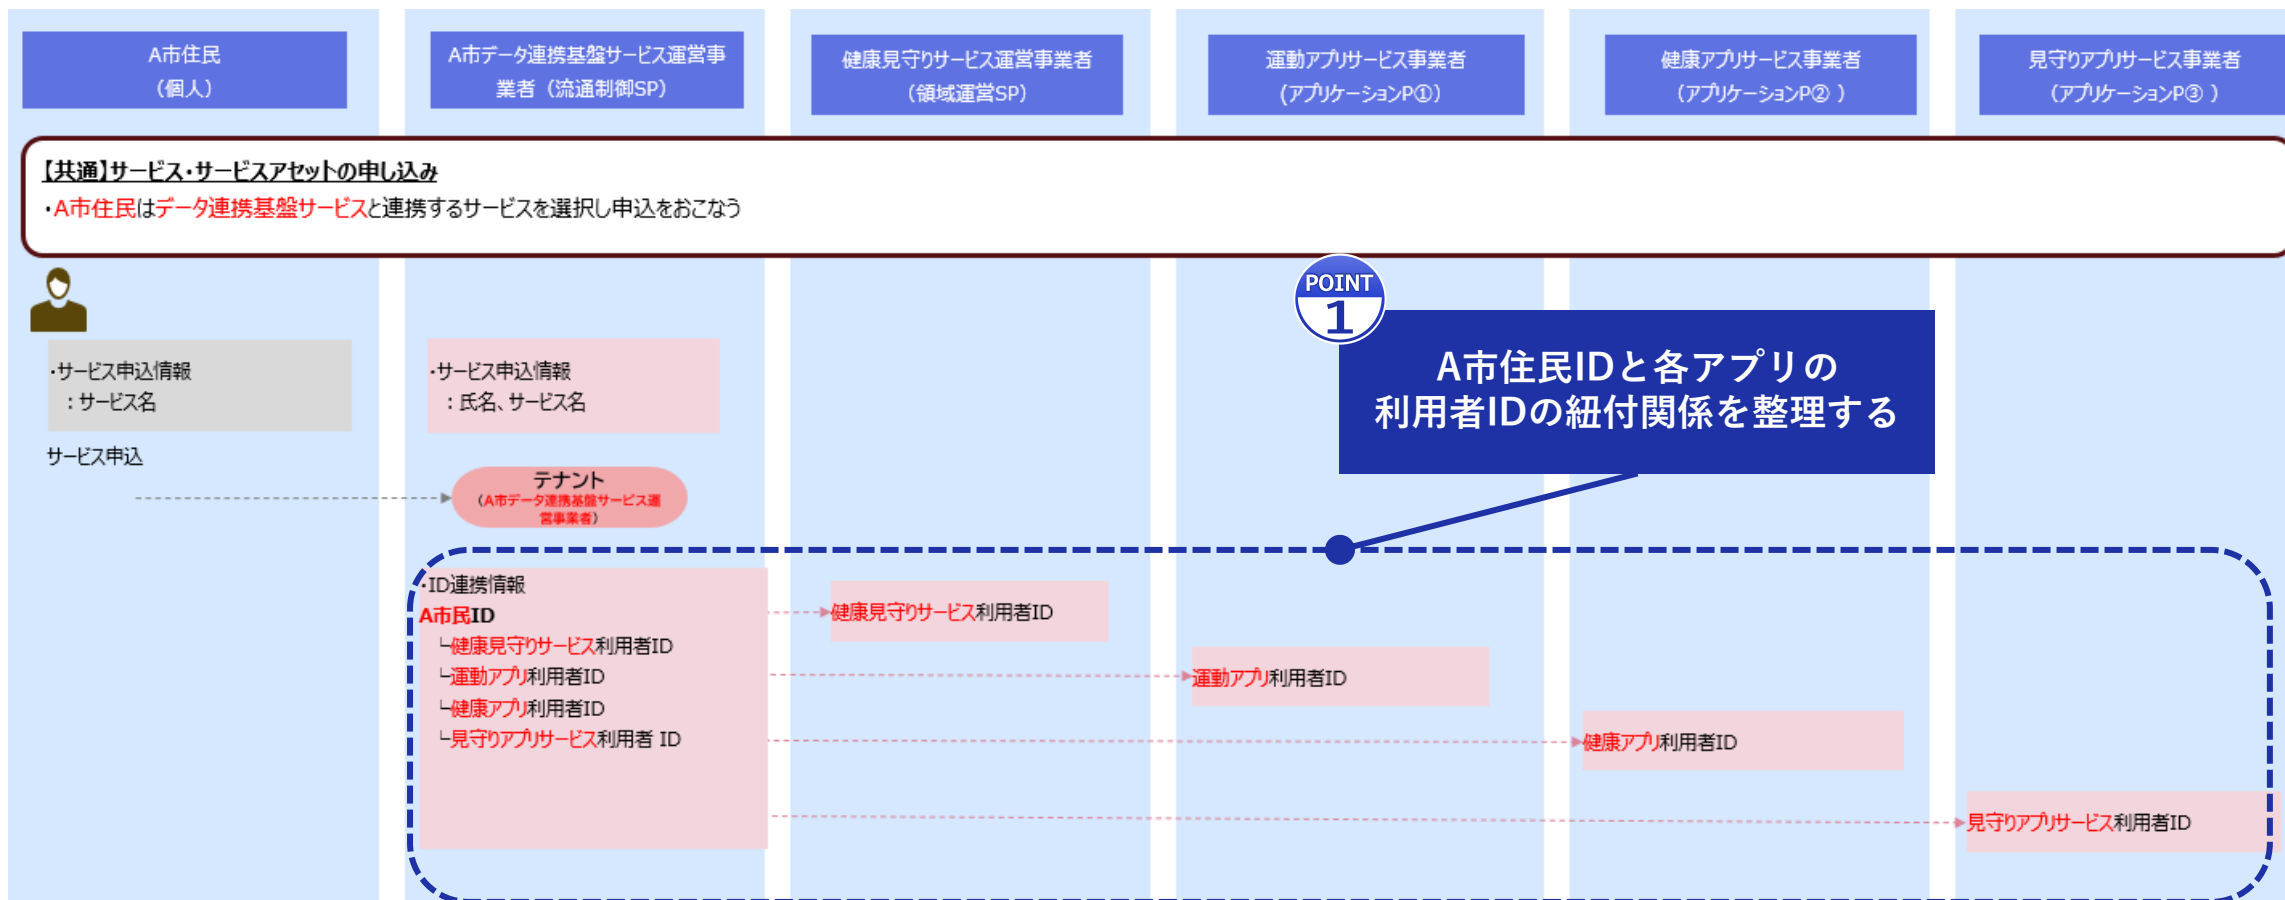 A市住民
（個人）
A市データ連携基盤サービス運営事
業者（流通制御SP）
健康見守りサービス運営事業者
（領域運営SP）
運動アプリサービス事業者
(アプリケーションP①)
健康アプリサービス事業者
（アプリケーションP② ）
見守りアプリサービス事業者
（アプリケーションP③ ）
【共通】サービス・サービスアセットの申し込み
・A市住民はデータ連携基盤サービスと連携するサービスを選択し申込をおこなう
POINT
1
A市住民IDと各アプリの
利用者IDの紐付関係を整理する
・サービス申込情報
：サービス名
・サービス申込情報
：氏名、サービス名
サービス申込
テナント
（A市データ連携基盤サービス運
営事業者）
・ID連携情報
A市民ID
└健康見守りサービス利用者ID
└運動アプリ利用者ID
└健康アプリ利用者ID
└見守りアプリサービス利用者 ID
健康見守りサービス利用者ID
運動アプリ利用者ID
健康アプリ利用者ID
見守りアプリサービス利用者ID